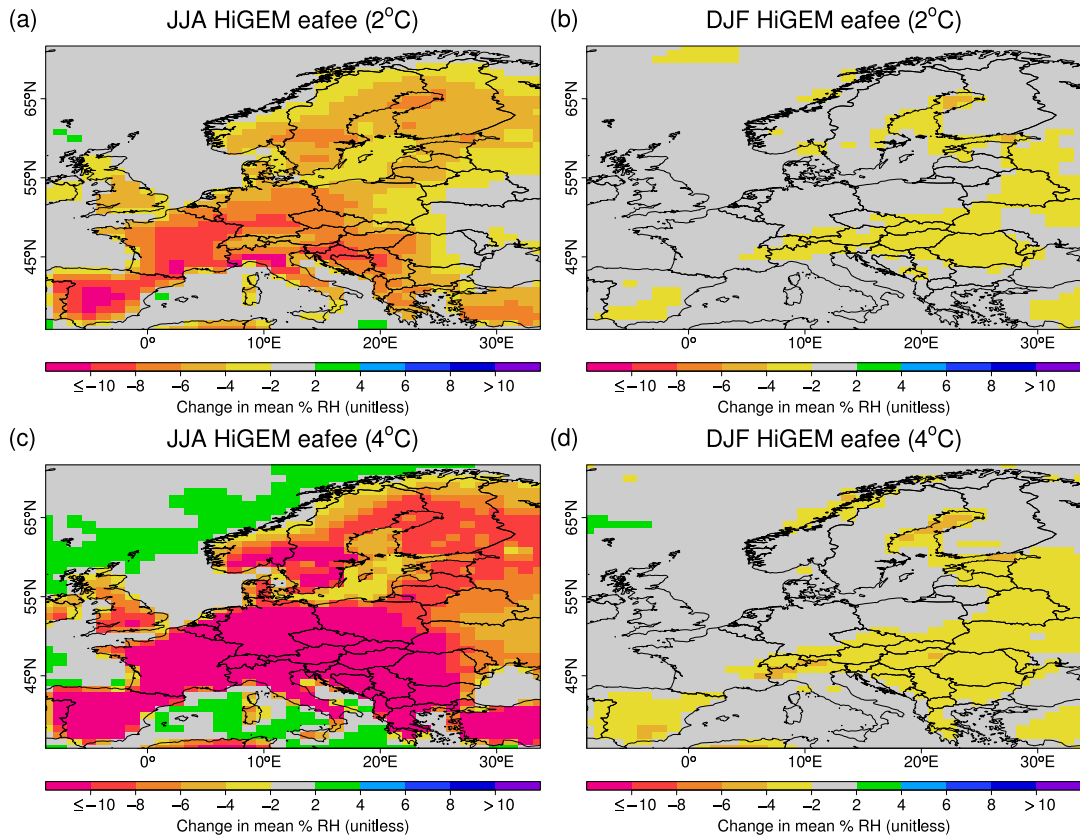 (a) JJA HiGEM eafee (2°C)
(b) DJF HiGEM eafee (2°C)
65°N
55°N
45°N
0° 10°E 20°E 30°E
65°N
55°N
45°N
0° 10°E 20°E 30°E
≤−10 −8 −6 −4 −2 2 4 6 8 >10
Change in mean % RH (unitless)
≤−10 −8 −6 −4 −2 2 4 6 8 >10
Change in mean % RH (unitless)
(c) JJA HiGEM eafee (4°C)
(d) DJF HiGEM eafee (4°C)
65°N
55°N
45°N
0° 10°E 20°E 30°E
65°N
55°N
45°N
0° 10°E 20°E 30°E
≤−10 −8 −6 −4 −2 2 4 6 8 >10
Change in mean % RH (unitless)
≤−10 −8 −6 −4 −2 2 4 6 8 >10
Change in mean % RH (unitless)